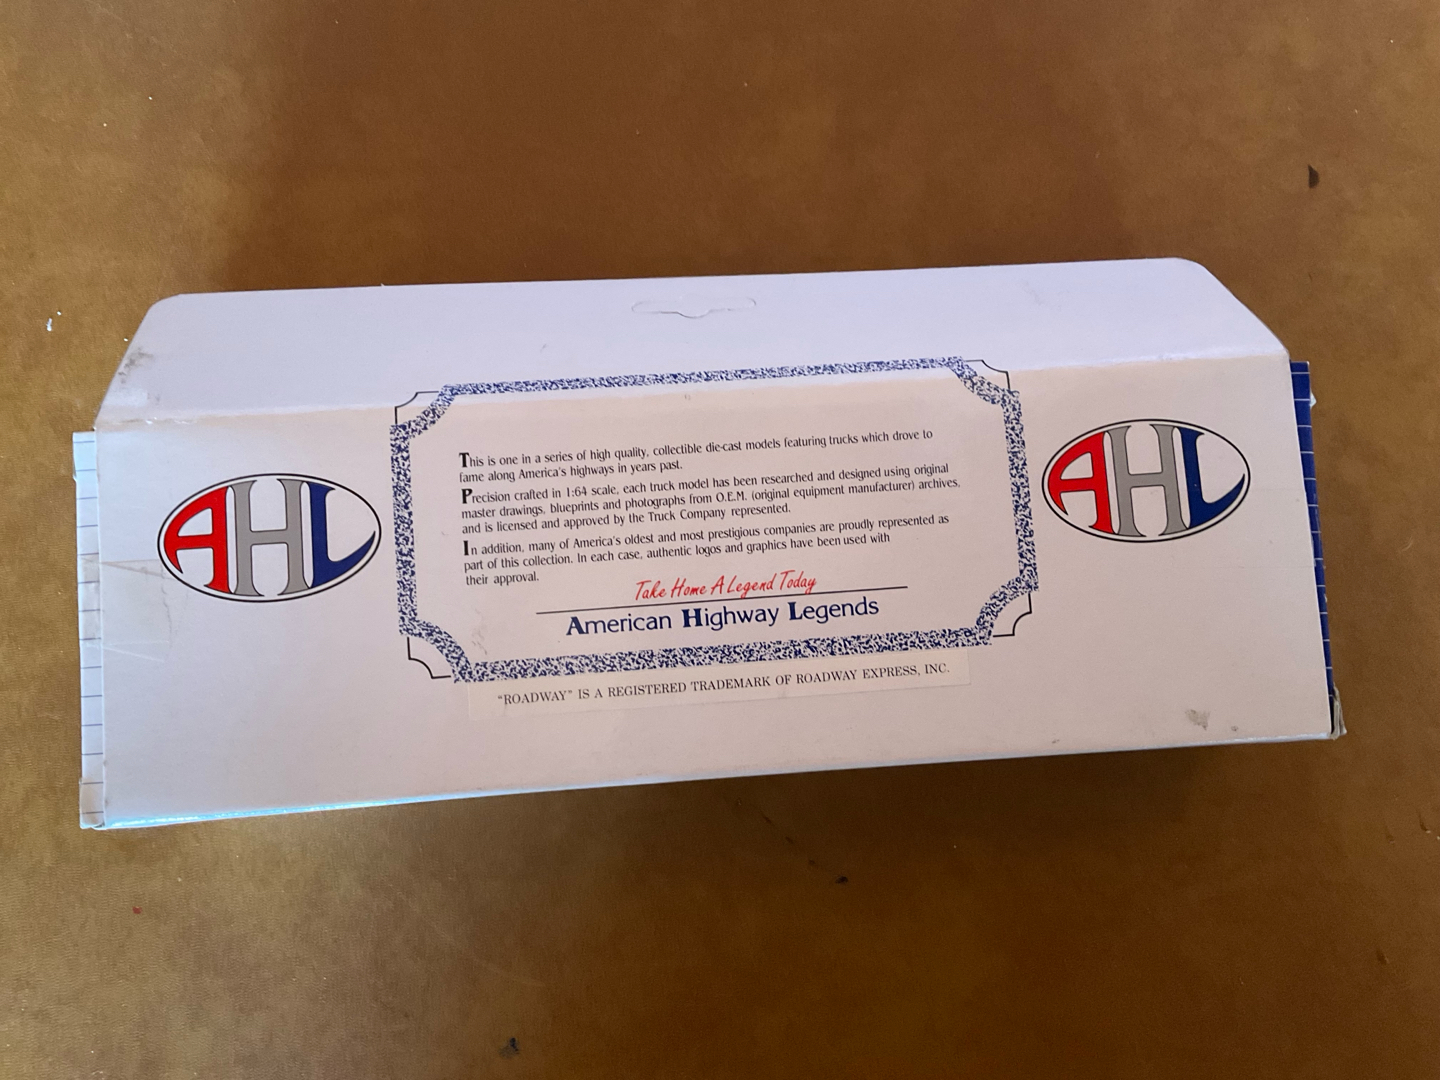 This is one in a series of high quality, collectible die-cast models featuring trucks which drove to
fame along America's highways in years past.
Precision crafted in 1:64 scale, each truck model has been researched and designed using original
master drawings, blueprints and photographs from O.E.M. (original equipment manufacturer) archives,
and is licensed and approved by the Truck Company represented.
In addition, many of America's oldest and most prestigious companies are proudly represented as
part of this collection. In each case, authentic logos and graphics have been used with
their approval.
Take Home A Legend Today
American Highway Legends
AHL
AHL
"ROADWAY" IS A REGISTERED TRADEMARK OF ROADWAY EXPRESS, INC.